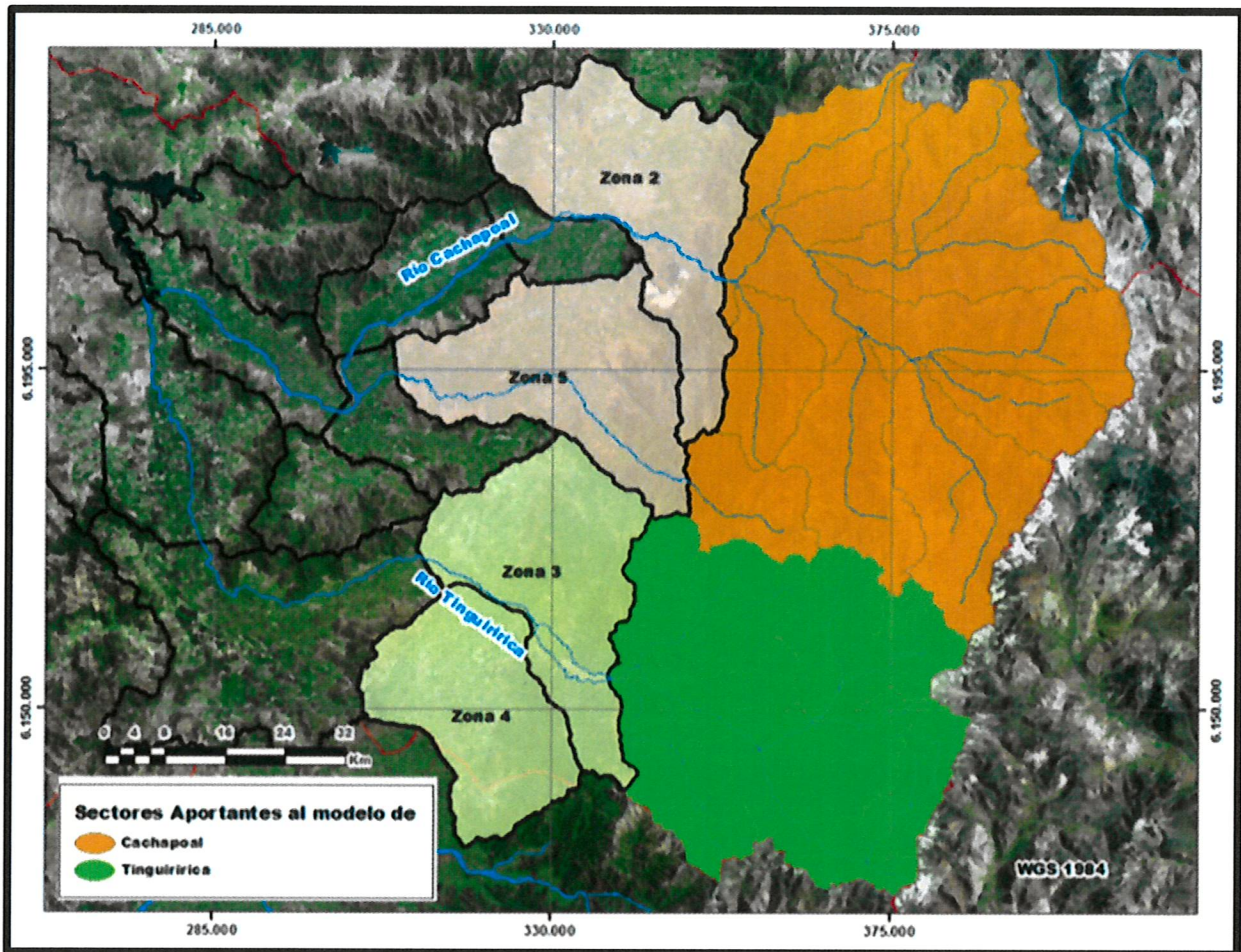 285.000 330.000 375.000
Zona 2
Río Cachapoal
6.195.000 6.195.000
Zona 5
Zona 3
Río Tinguiririca
6.150.000 6.150.000
Zona 4
0 4 8 16 24 32
Km
Sectores Aportantes al modelo de
Cachapoal
Tinguiririca
WGS 1984
285.000 330.000 375.000